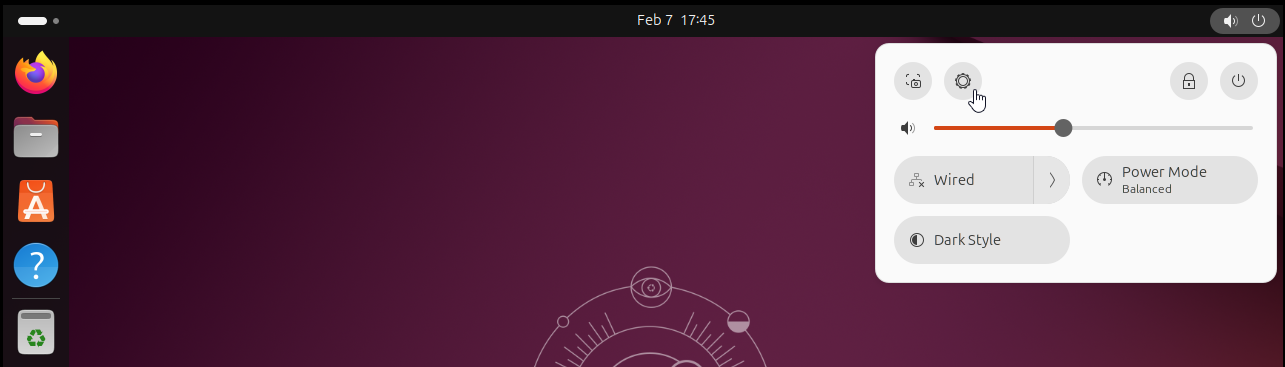 Feb 7 17:45
Wired
Power Mode
Balanced
Dark Style